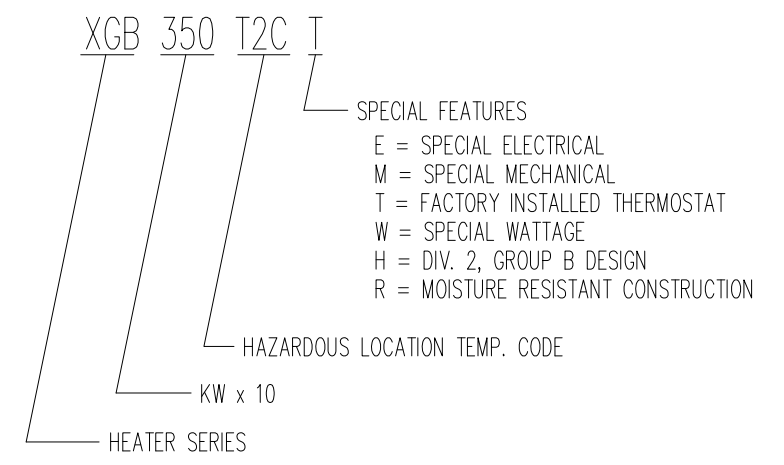 XGB 350 T2C T
SPECIAL FEATURES
E = SPECIAL ELECTRICAL
M = SPECIAL MECHANICAL
T = FACTORY INSTALLED THERMOSTAT
W = SPECIAL WATTAGE
H = DIV. 2, GROUP B DESIGN
R = MOISTURE RESISTANT CONSTRUCTION
HAZARDOUS LOCATION TEMP. CODE
KW x 10
HEATER SERIES